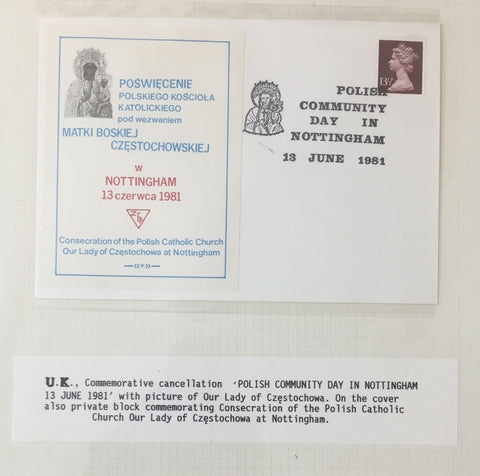 POŚWIĘCENIE
POLSKIEGO KOŚCIOŁA
KATOLICKIEGO
pod wezwaniem
MATKI BOSKIEJ
CZĘSTOCHOWSKIEJ
w
NOTTINGHAM
13 czerwca 1981
Consecration of the Polish Catholic Church
Our Lady of Częstochowa at Nottingham
13½P
POLISH
COMMUNITY
DAY IN
NOTTINGHAM
13 JUNE 1981
U.K., Commemorative cancellation 'POLISH COMMUNITY DAY IN NOTTINGHAM
13 JUNE 1981' with picture of Our Lady of Częstochowa. On the cover
also private block commemorating Consecration of the Polish Catholic
Church Our Lady of Częstochowa at Nottingham.